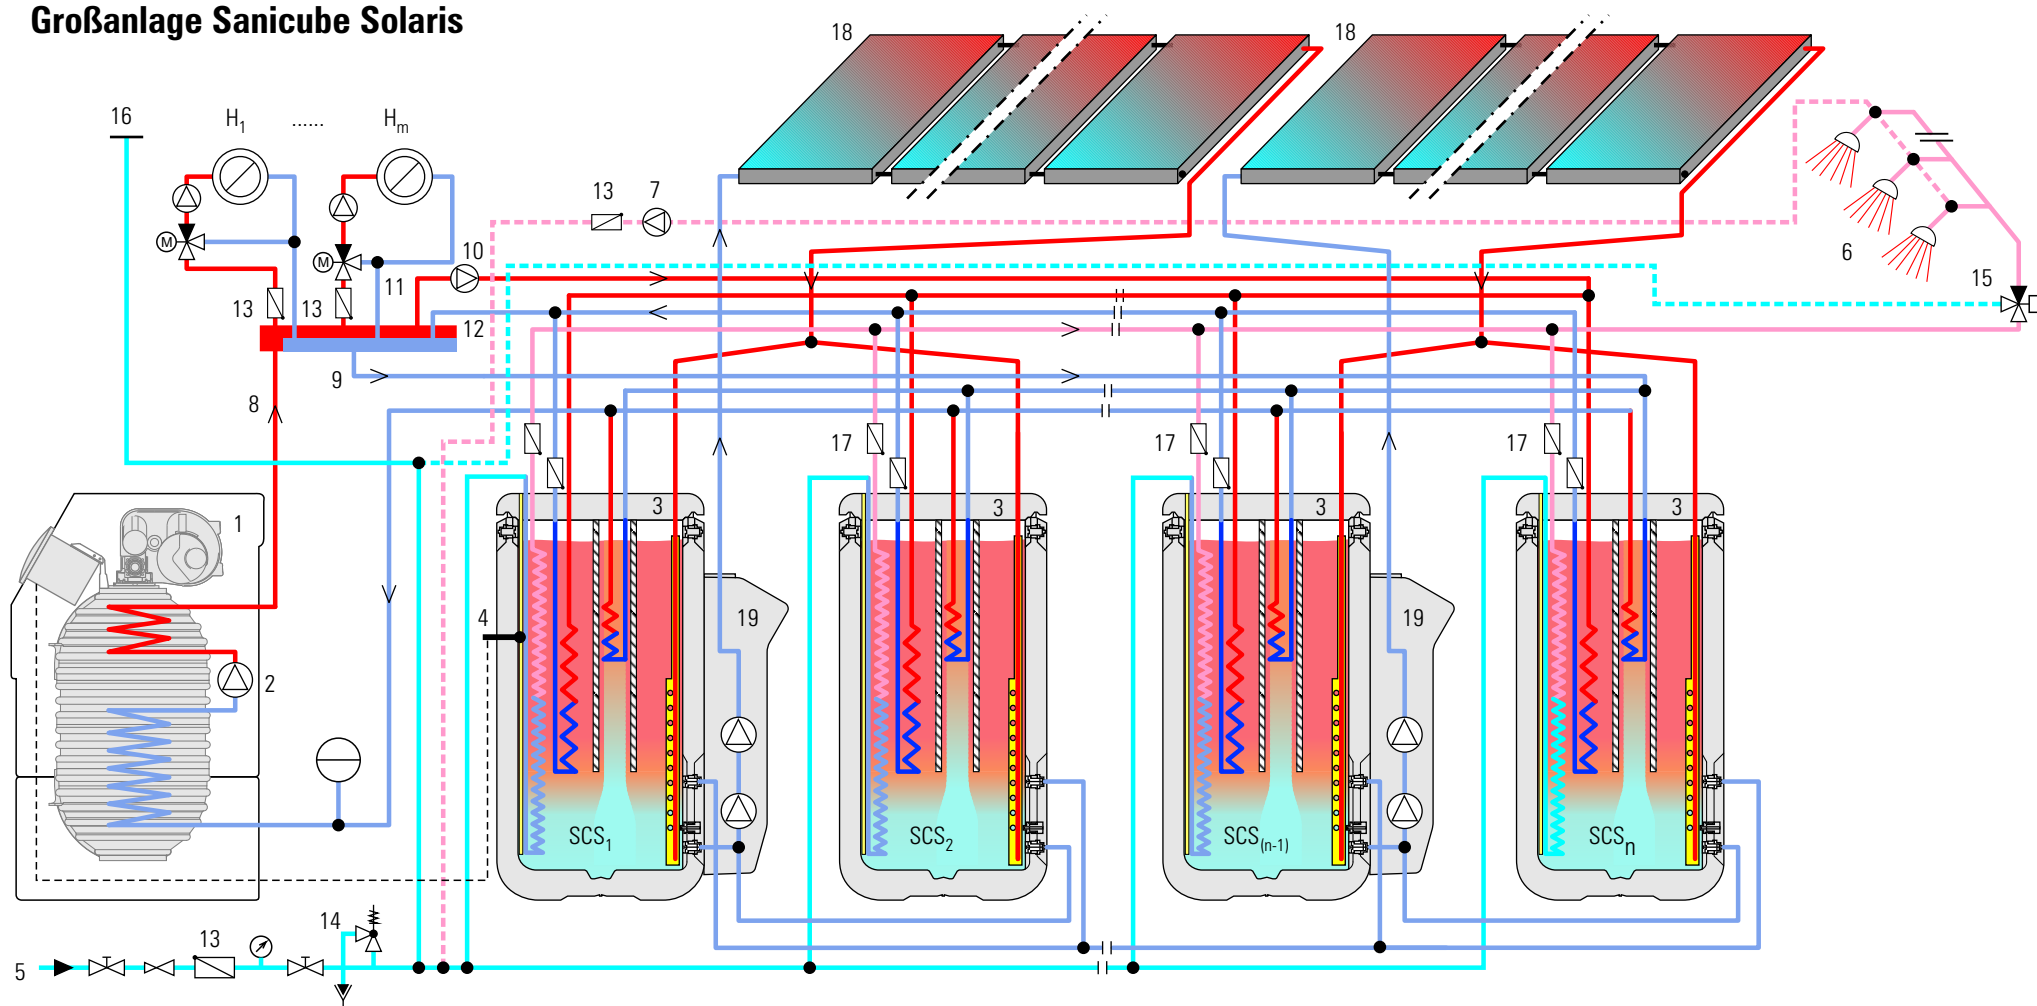 Großanlage Sanicube Solaris
18 18
16 H1 ...... Hm
13 7
6
10
15
11
13 13
12
9
8
17 17 17
3 3 3 3
1
4
19 19
2
SCS1 SCS2 SCS(n-1) SCSn
14
13
5
M M